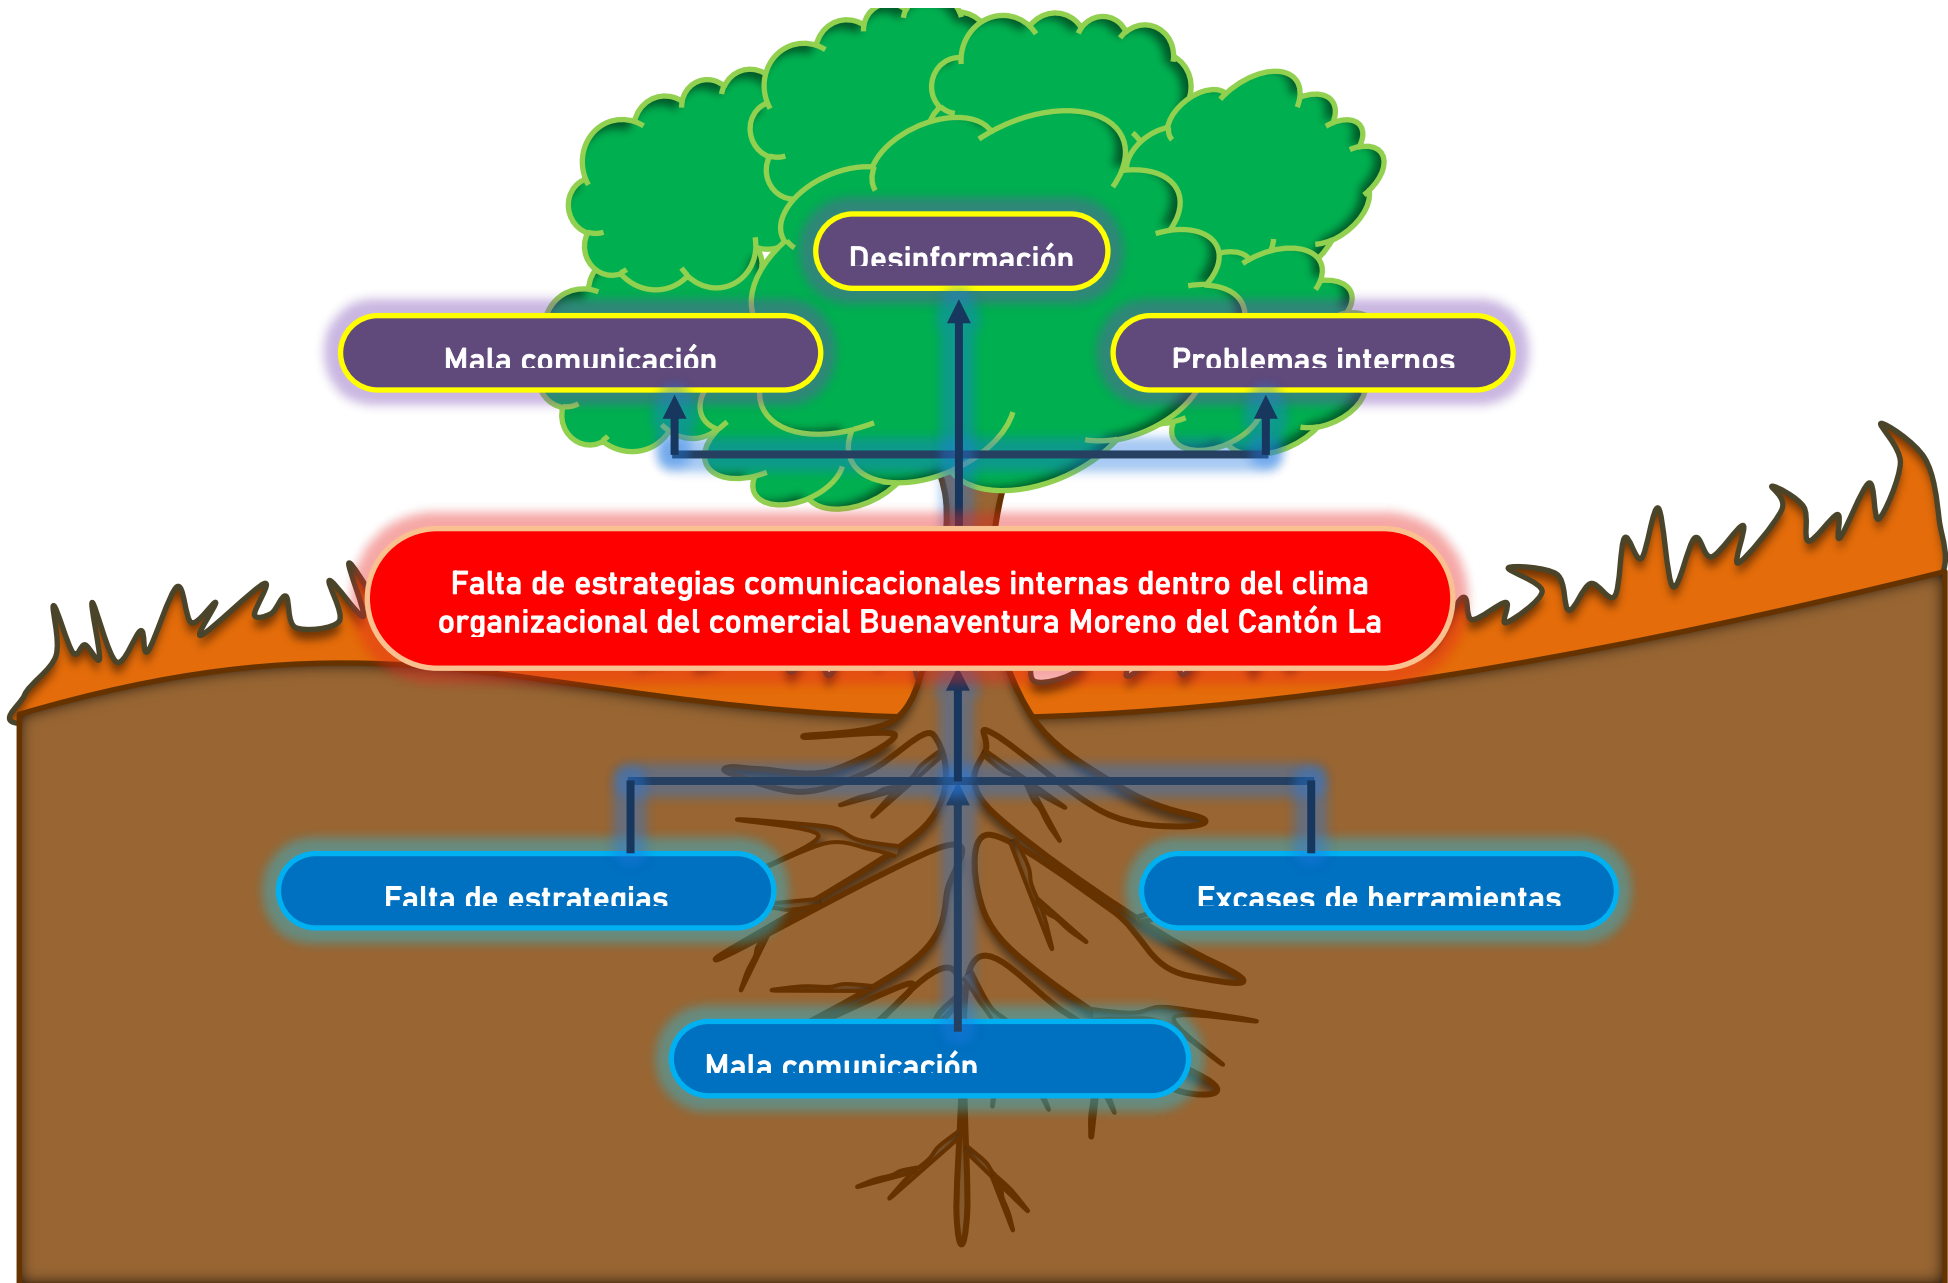 Desinformación
Mala comunicación
Problemas internos
Falta de estrategias comunicacionales internas dentro del clima
organizacional del comercial Buenaventura Moreno del Cantón La
Falta de estrategias
Excases de herramientas
Mala comunicación